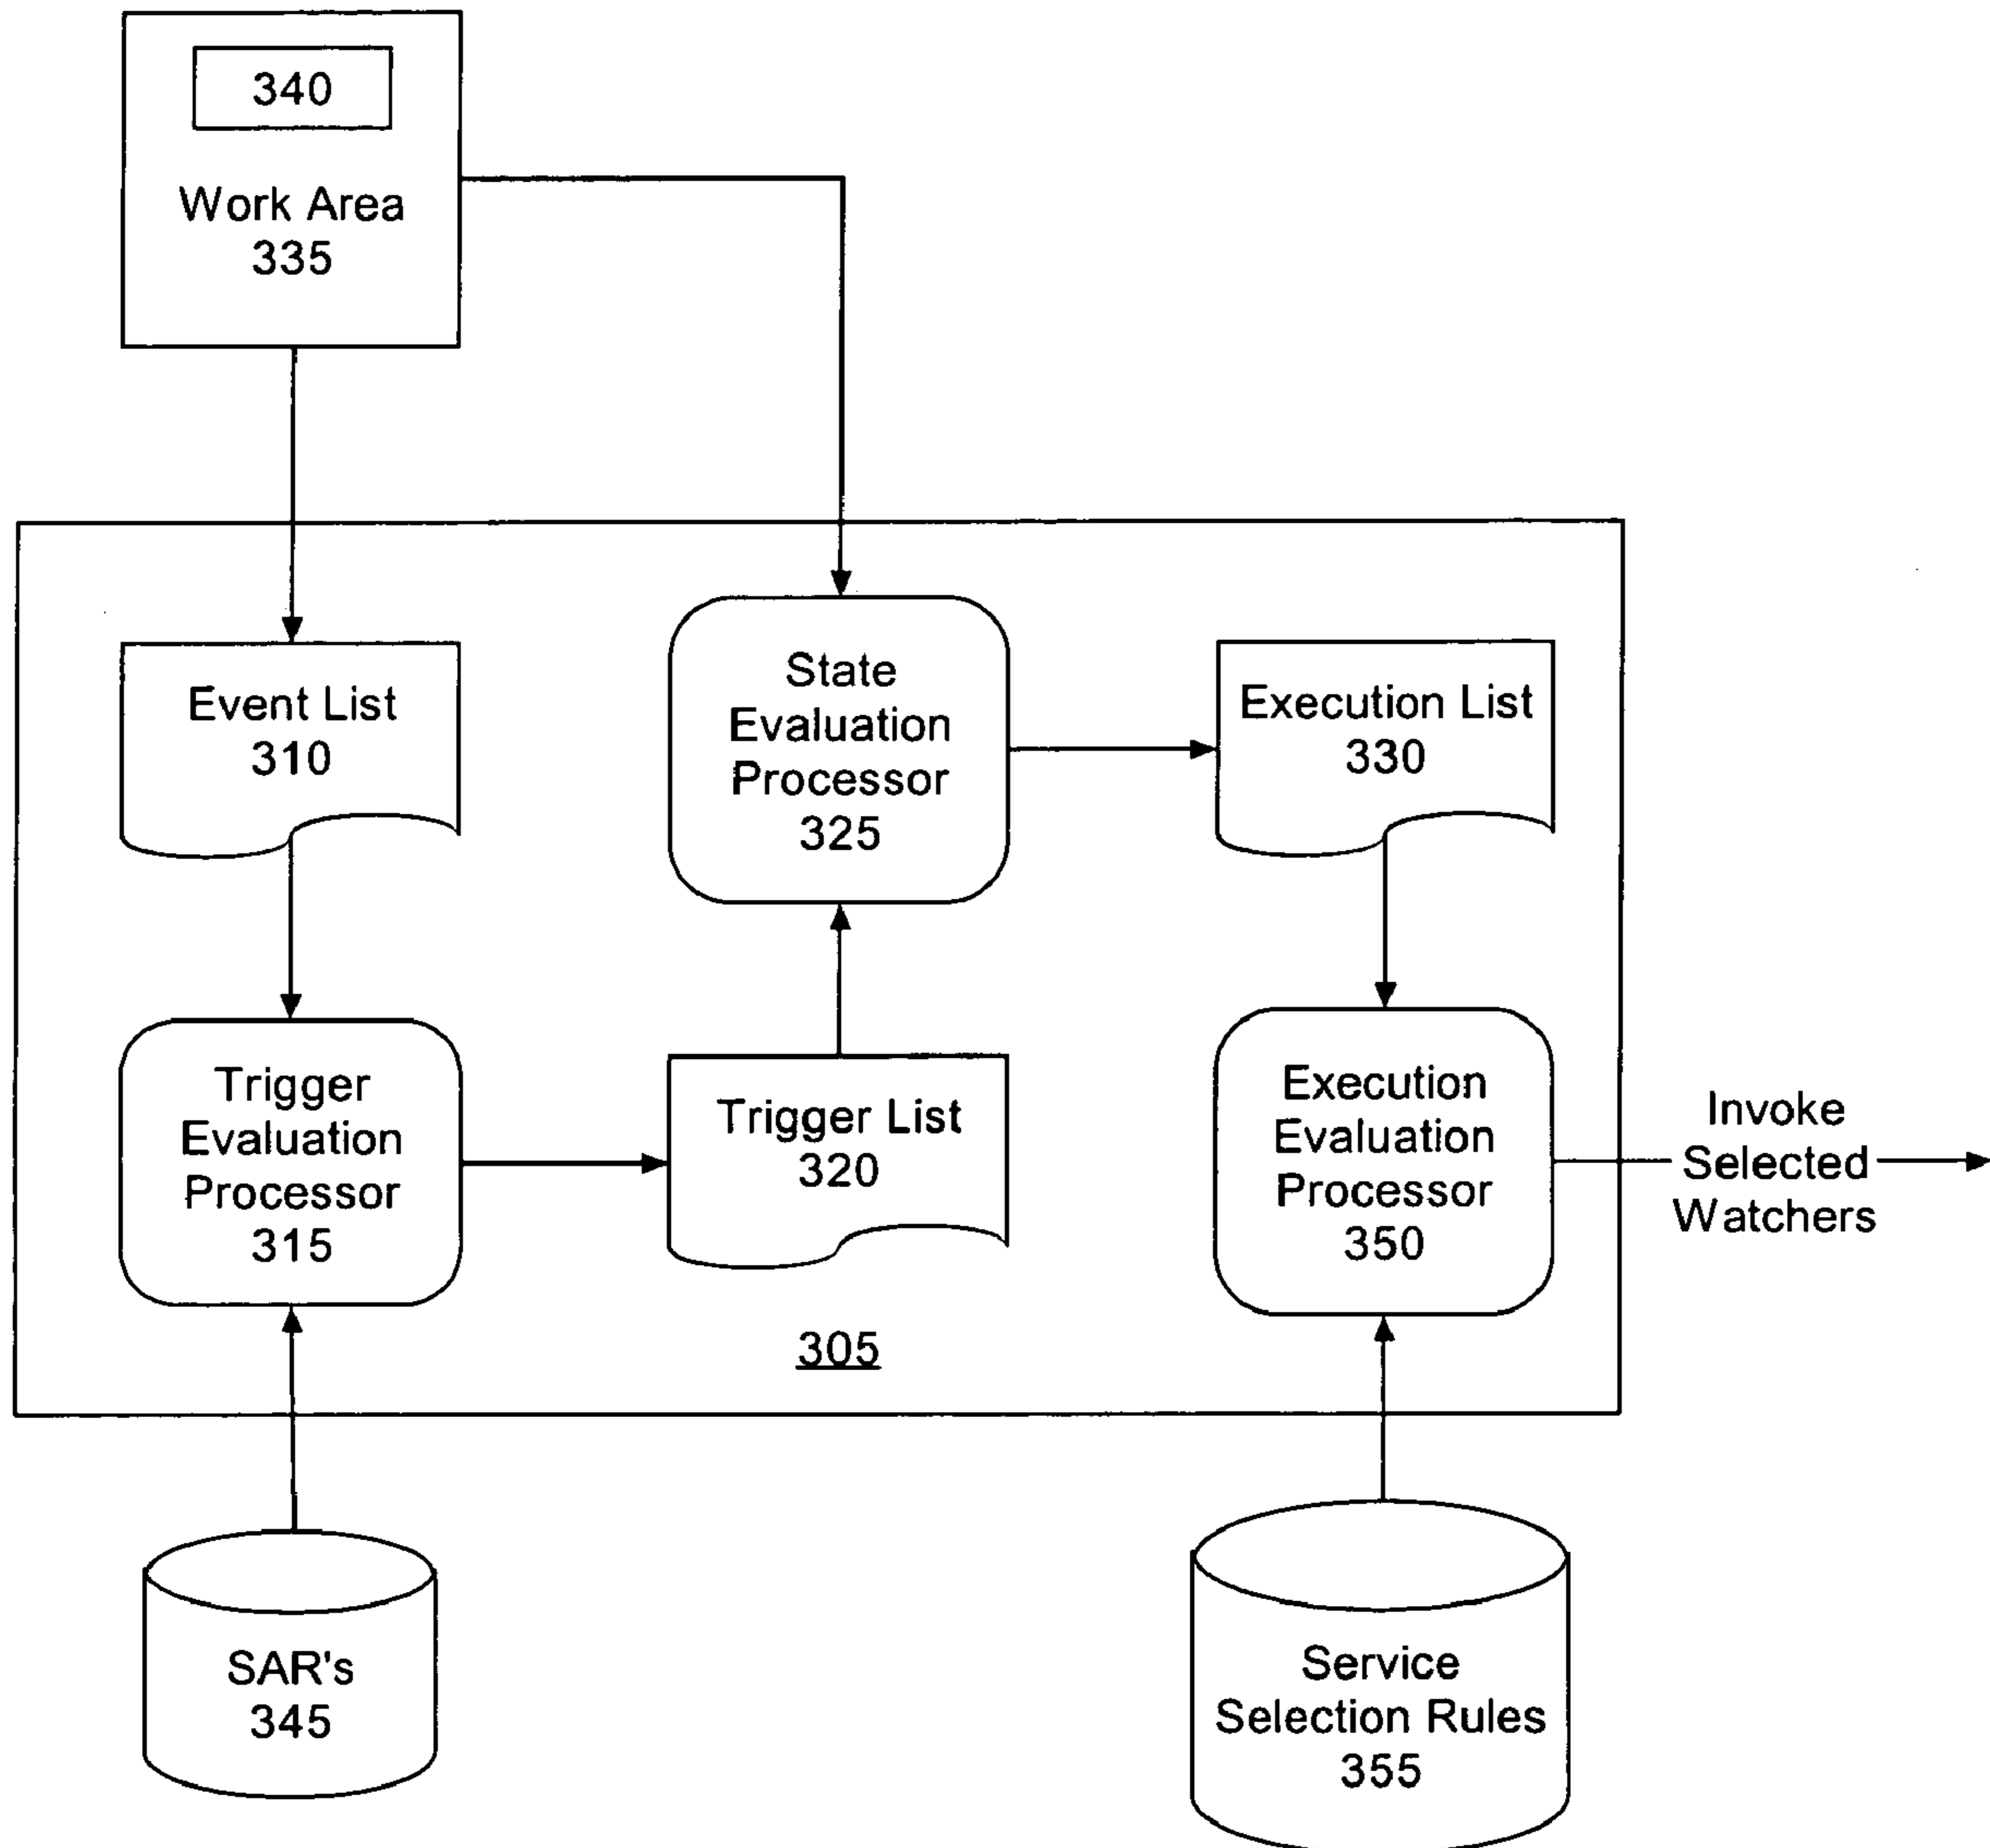 340
Work Area
335
Event List
310
State
Evaluation
Processor
325
Execution List
330
Trigger
Evaluation
Processor
315
Trigger List
320
Execution
Evaluation
Processor
350
Invoke
Selected
Watchers
305
SAR's
345
Service
Selection Rules
355